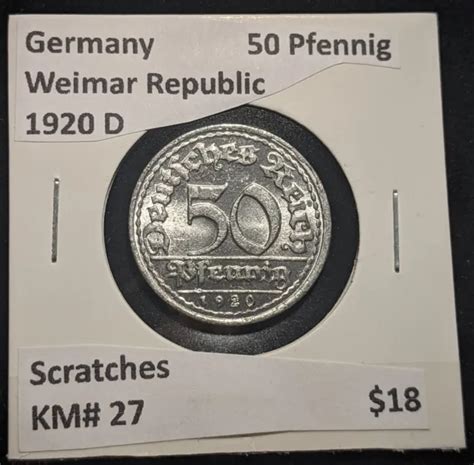 Germany 50 Pfennig
Weimar Republic
1920 D
Deutsches Reich
50
Pfennig
1920
Scratches
KM# 27 $18